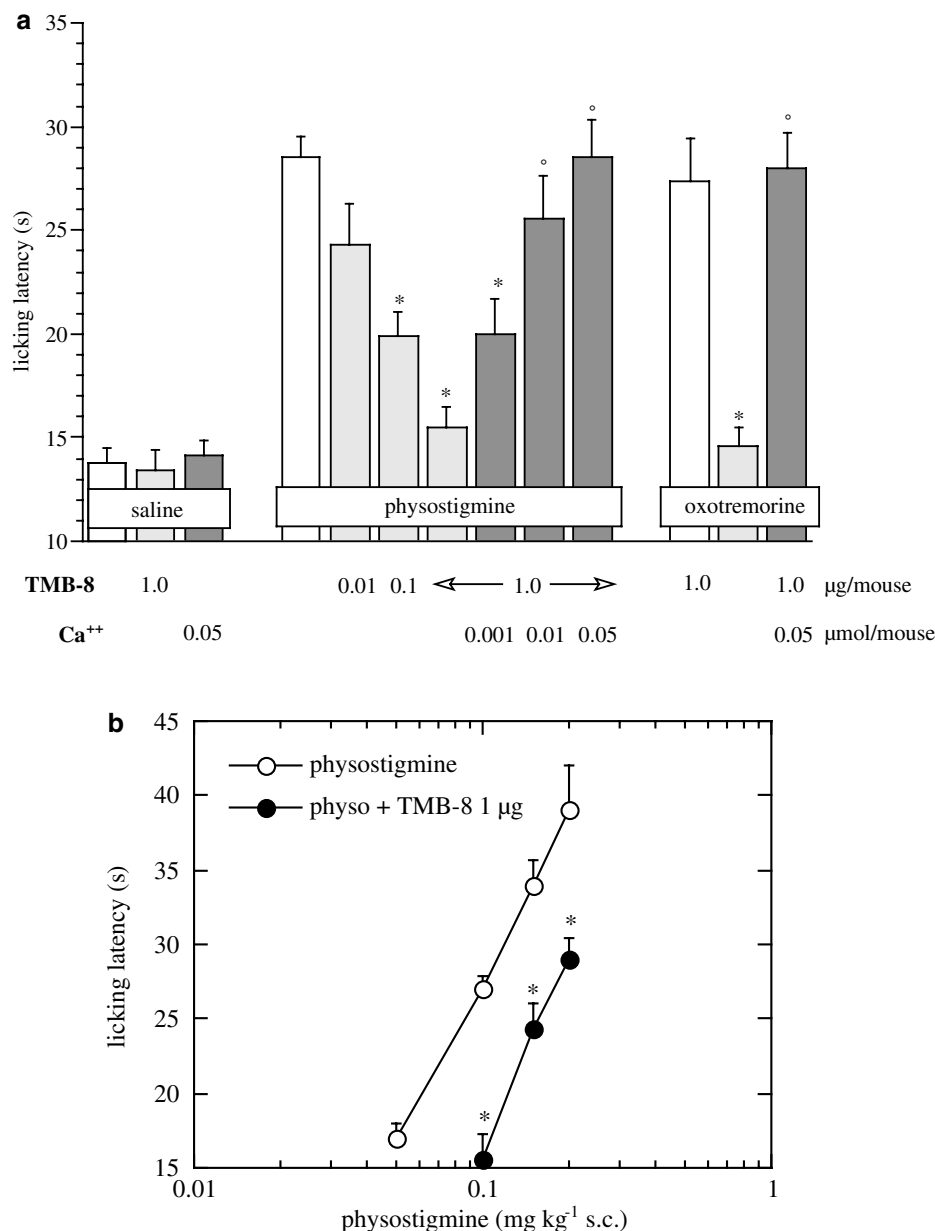 a
35
30
25
20
15
10
licking latency (s)
saline
physostigmine
oxotremorine
TMB-8 1.0 0.01 0.1 1.0 1.0 1.0 µg/mouse
Ca++ 0.05 0.001 0.01 0.05 0.05 µmol/mouse
* * * ° ° * °
b
45
40
35
30
25
20
15
licking latency (s)
physostigmine
physo + TMB-8 1 µg
* * *
0.01 0.1 1
physostigmine (mg kg-1 s.c.)